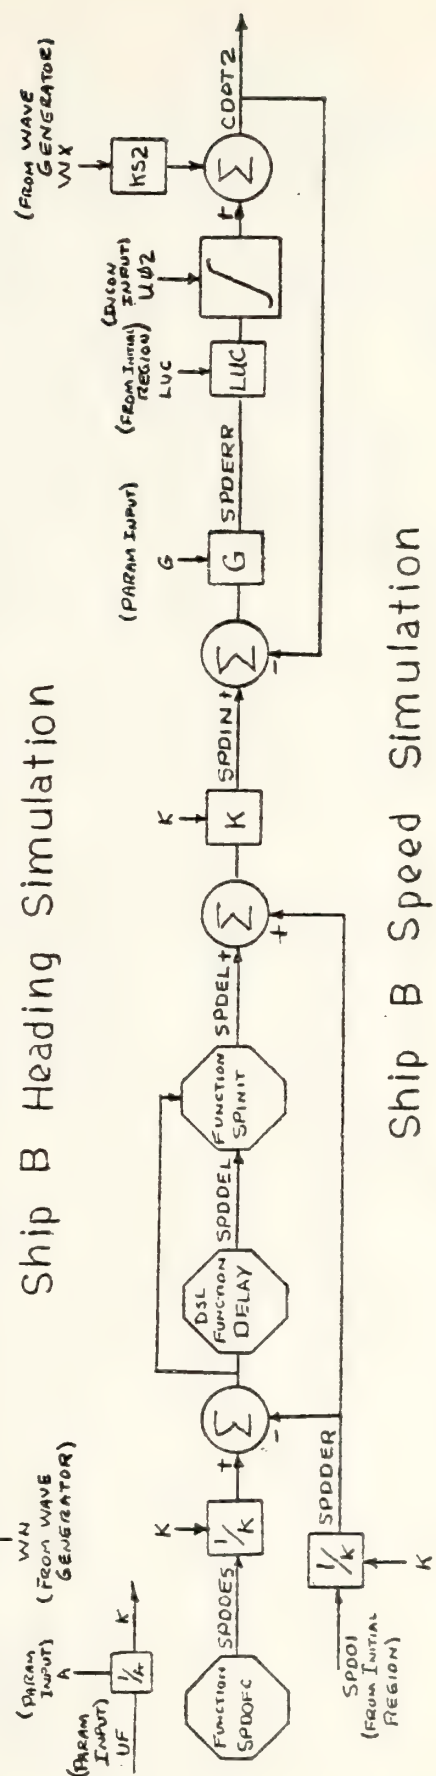 Ship B Heading Simulation
WN
(FROM WAVE
GENERATOR)
(PARAM
INPUT)
A
(PARAM
INPUT)
UF
1/A
K
FUNCTION
SPDOFC
SPDDES
K
1/K
+
-
Σ
DSL
FUNCTION
DELAY
SPDDEL
FUNCTION
SPINIT
SPDEL
+
+
Σ
K
K
SPDIN
+
-
Σ
(PARAM INPUT)
G
G
SPDERR
(FROM INITIAL
REGION)
LUC
LUC
(INCON
INPUT)
UØ2
∫
+
Σ
(FROM WAVE
GENERATOR)
WX
KS2
CDOT2
SPDOI
(FROM INITIAL
REGION)
1/K
K
SPDDER
Ship B Speed Simulation